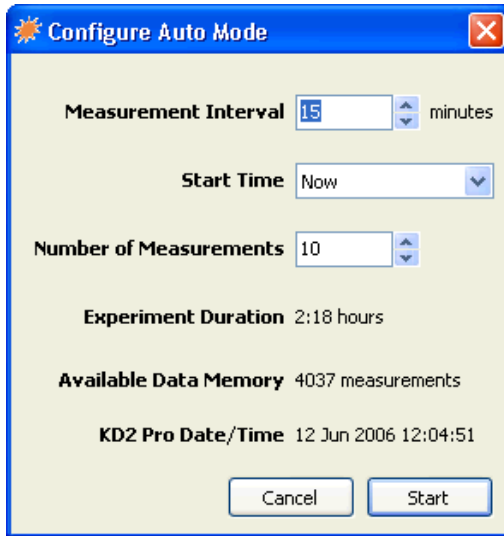 Configure Auto Mode
Measurement Interval 15 minutes
Start Time Now
Number of Measurements 10
Experiment Duration 2:18 hours
Available Data Memory 4037 measurements
KD2 Pro Date/Time 12 Jun 2006 12:04:51
Cancel Start